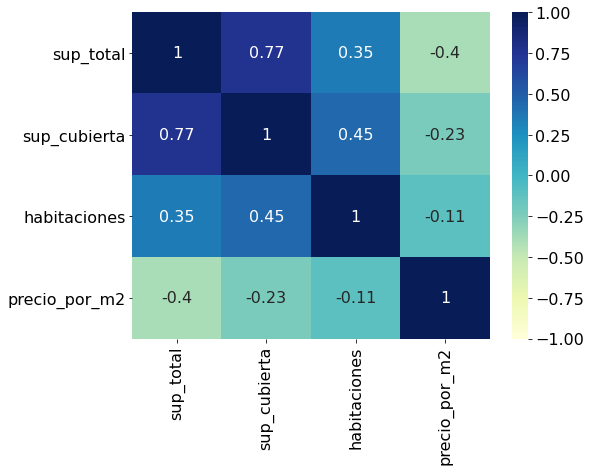 sup_total 1 0.77 0.35 -0.4
sup_cubierta 0.77 1 0.45 -0.23
habitaciones 0.35 0.45 1 -0.11
precio_por_m2 -0.4 -0.23 -0.11 1
sup_total
sup_cubierta
habitaciones
precio_por_m2
1.00
0.75
0.50
0.25
0.00
−0.25
−0.50
−0.75
−1.00